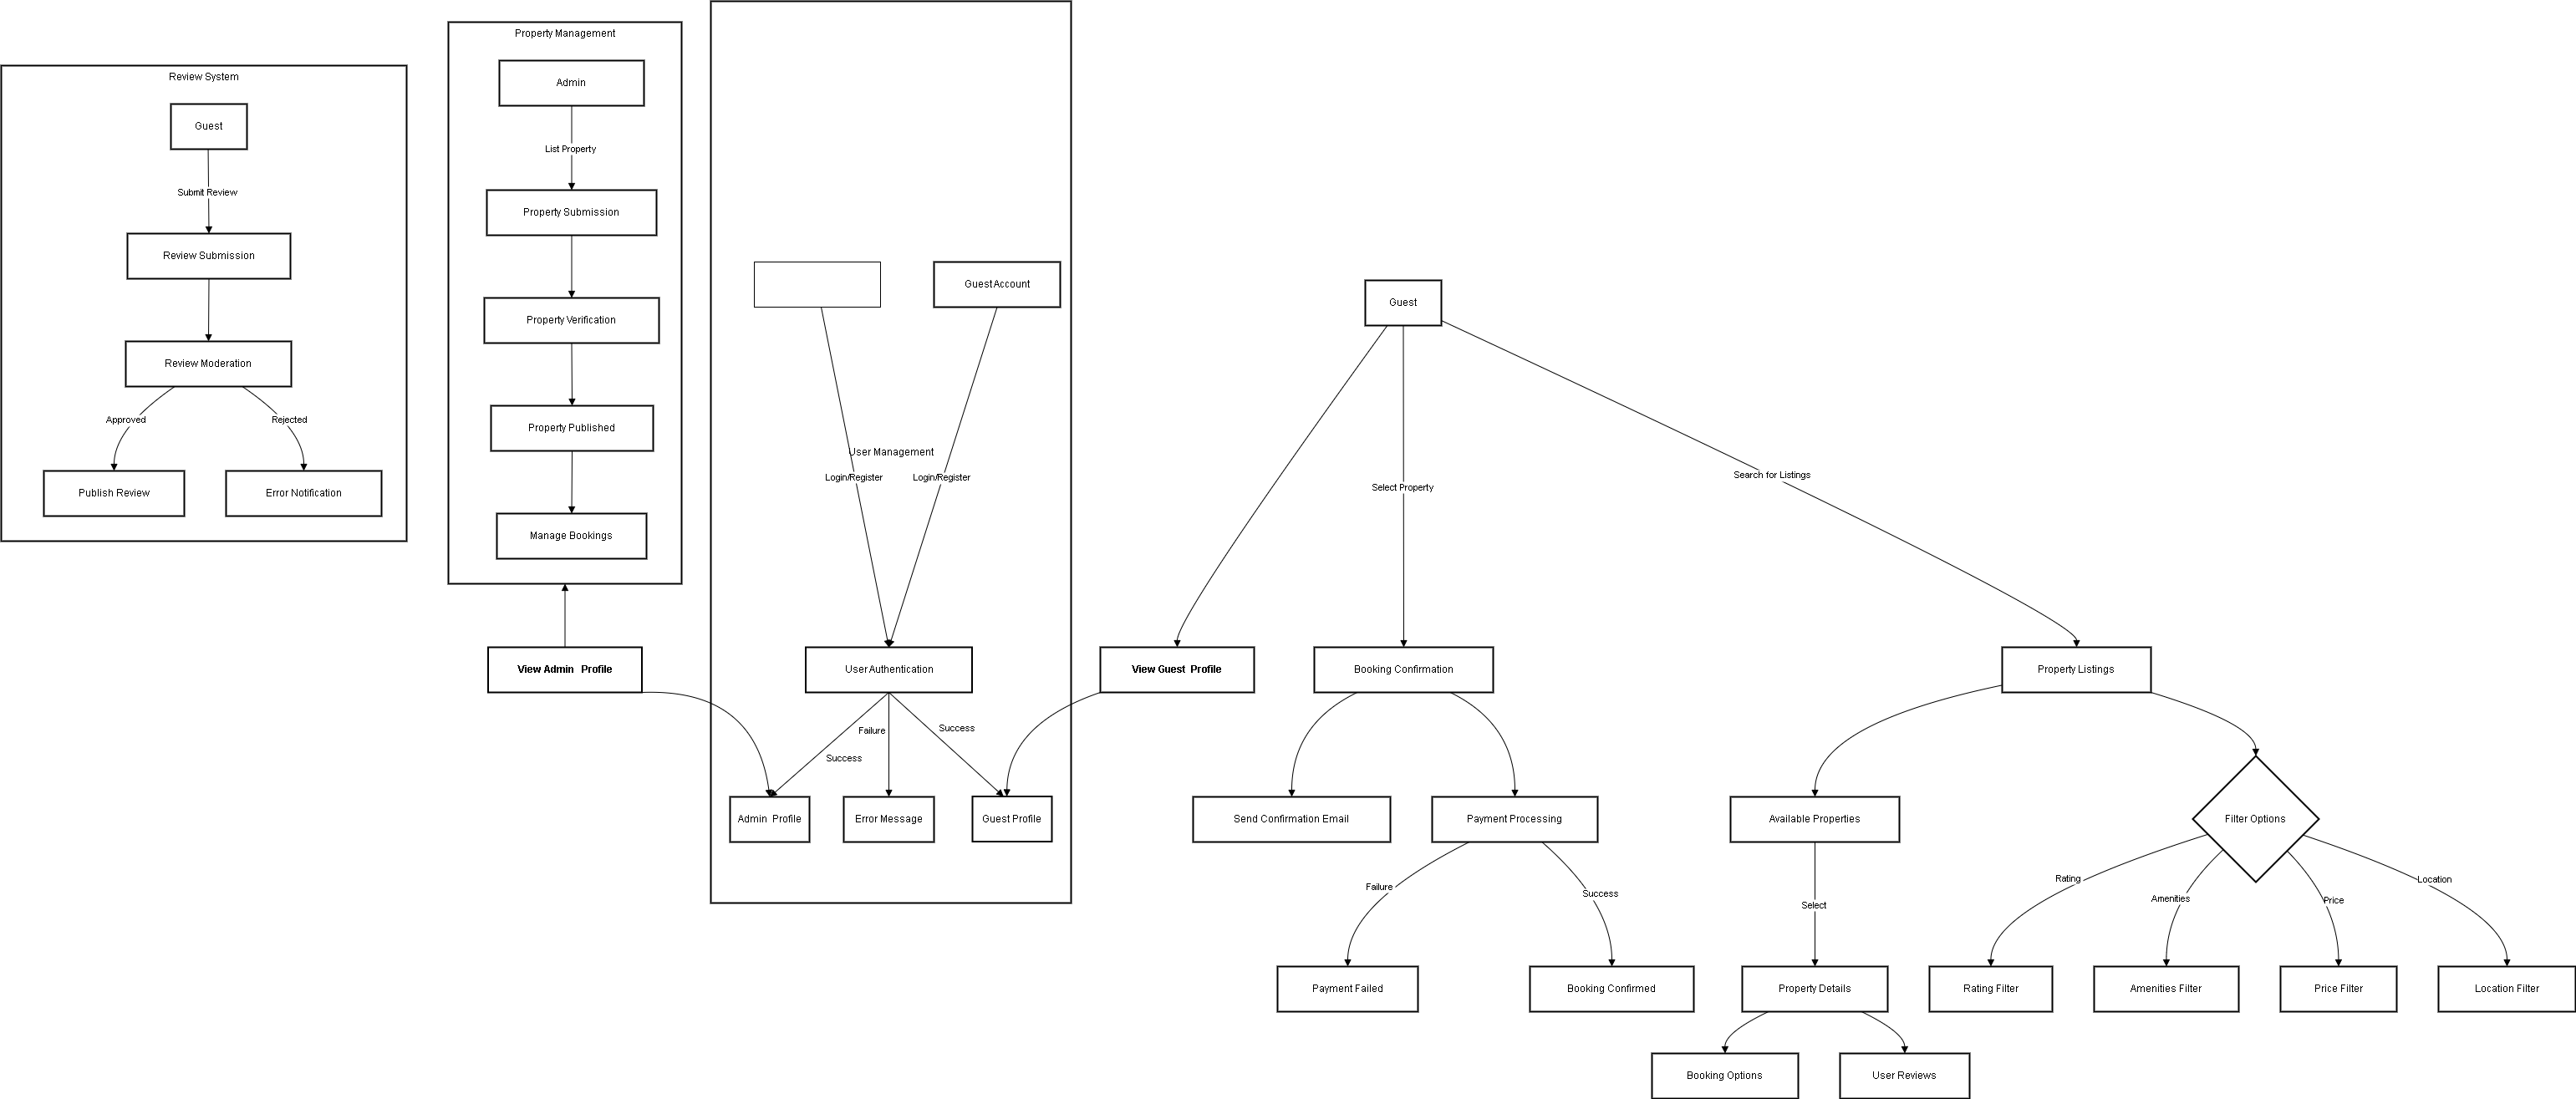 Review System
Guest
Submit Review
Review Submission
Review Moderation
Approved
Rejected
Publish Review
Error Notification
Property Management
Admin
List Property
Property Submission
Property Verification
Property Published
Manage Bookings
View Admin Profile
Guest Account
User Management
Login/Register
Login/Register
User Authentication
Failure
Success
Success
Admin Profile
Error Message
Guest Profile
Guest
Select Property
Search for Listings
View Guest Profile
Booking Confirmation
Property Listings
Send Confirmation Email
Payment Processing
Available Properties
Filter Options
Failure
Success
Select
Rating
Amenities
Price
Location
Payment Failed
Booking Confirmed
Property Details
Rating Filter
Amenities Filter
Price Filter
Location Filter
Booking Options
User Reviews